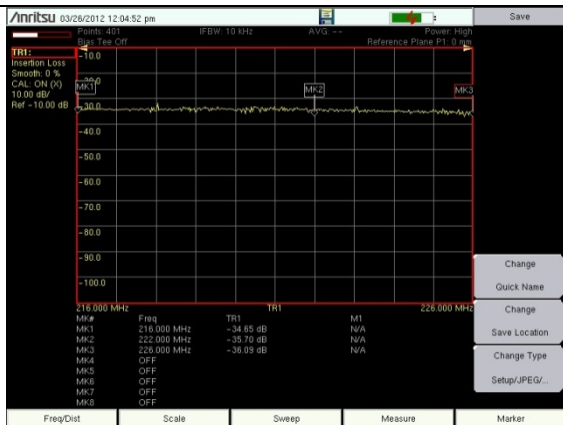 Anritsu 03/26/2012 12:04:52 pm
Save
Points: 401 IFBW: 10 kHz AVG: -- Power: High
Bias Tee Off Reference Plane P1: 0 mm
TR1:
Insertion Loss
Smooth: 0 %
CAL: ON (X)
10.00 dB/
Ref -10.00 dB
-10.0
MK1 MK2 MK3
-30.0
-40.0
-50.0
-60.0
-70.0
-80.0
-90.0
-100.0
216.000 MHz TR1 226.000 MHz
MK# Freq TR1 M1
MK1 216.000 MHz -34.65 dB N/A
MK2 222.000 MHz -35.70 dB N/A
MK3 226.000 MHz -36.09 dB N/A
MK4 OFF
MK5 OFF
MK6 OFF
MK7 OFF
MK8 OFF
Change
Quick Name
Change
Save Location
Change Type
Setup/JPEG/...
Freq/Dist Scale Sweep Measure Marker